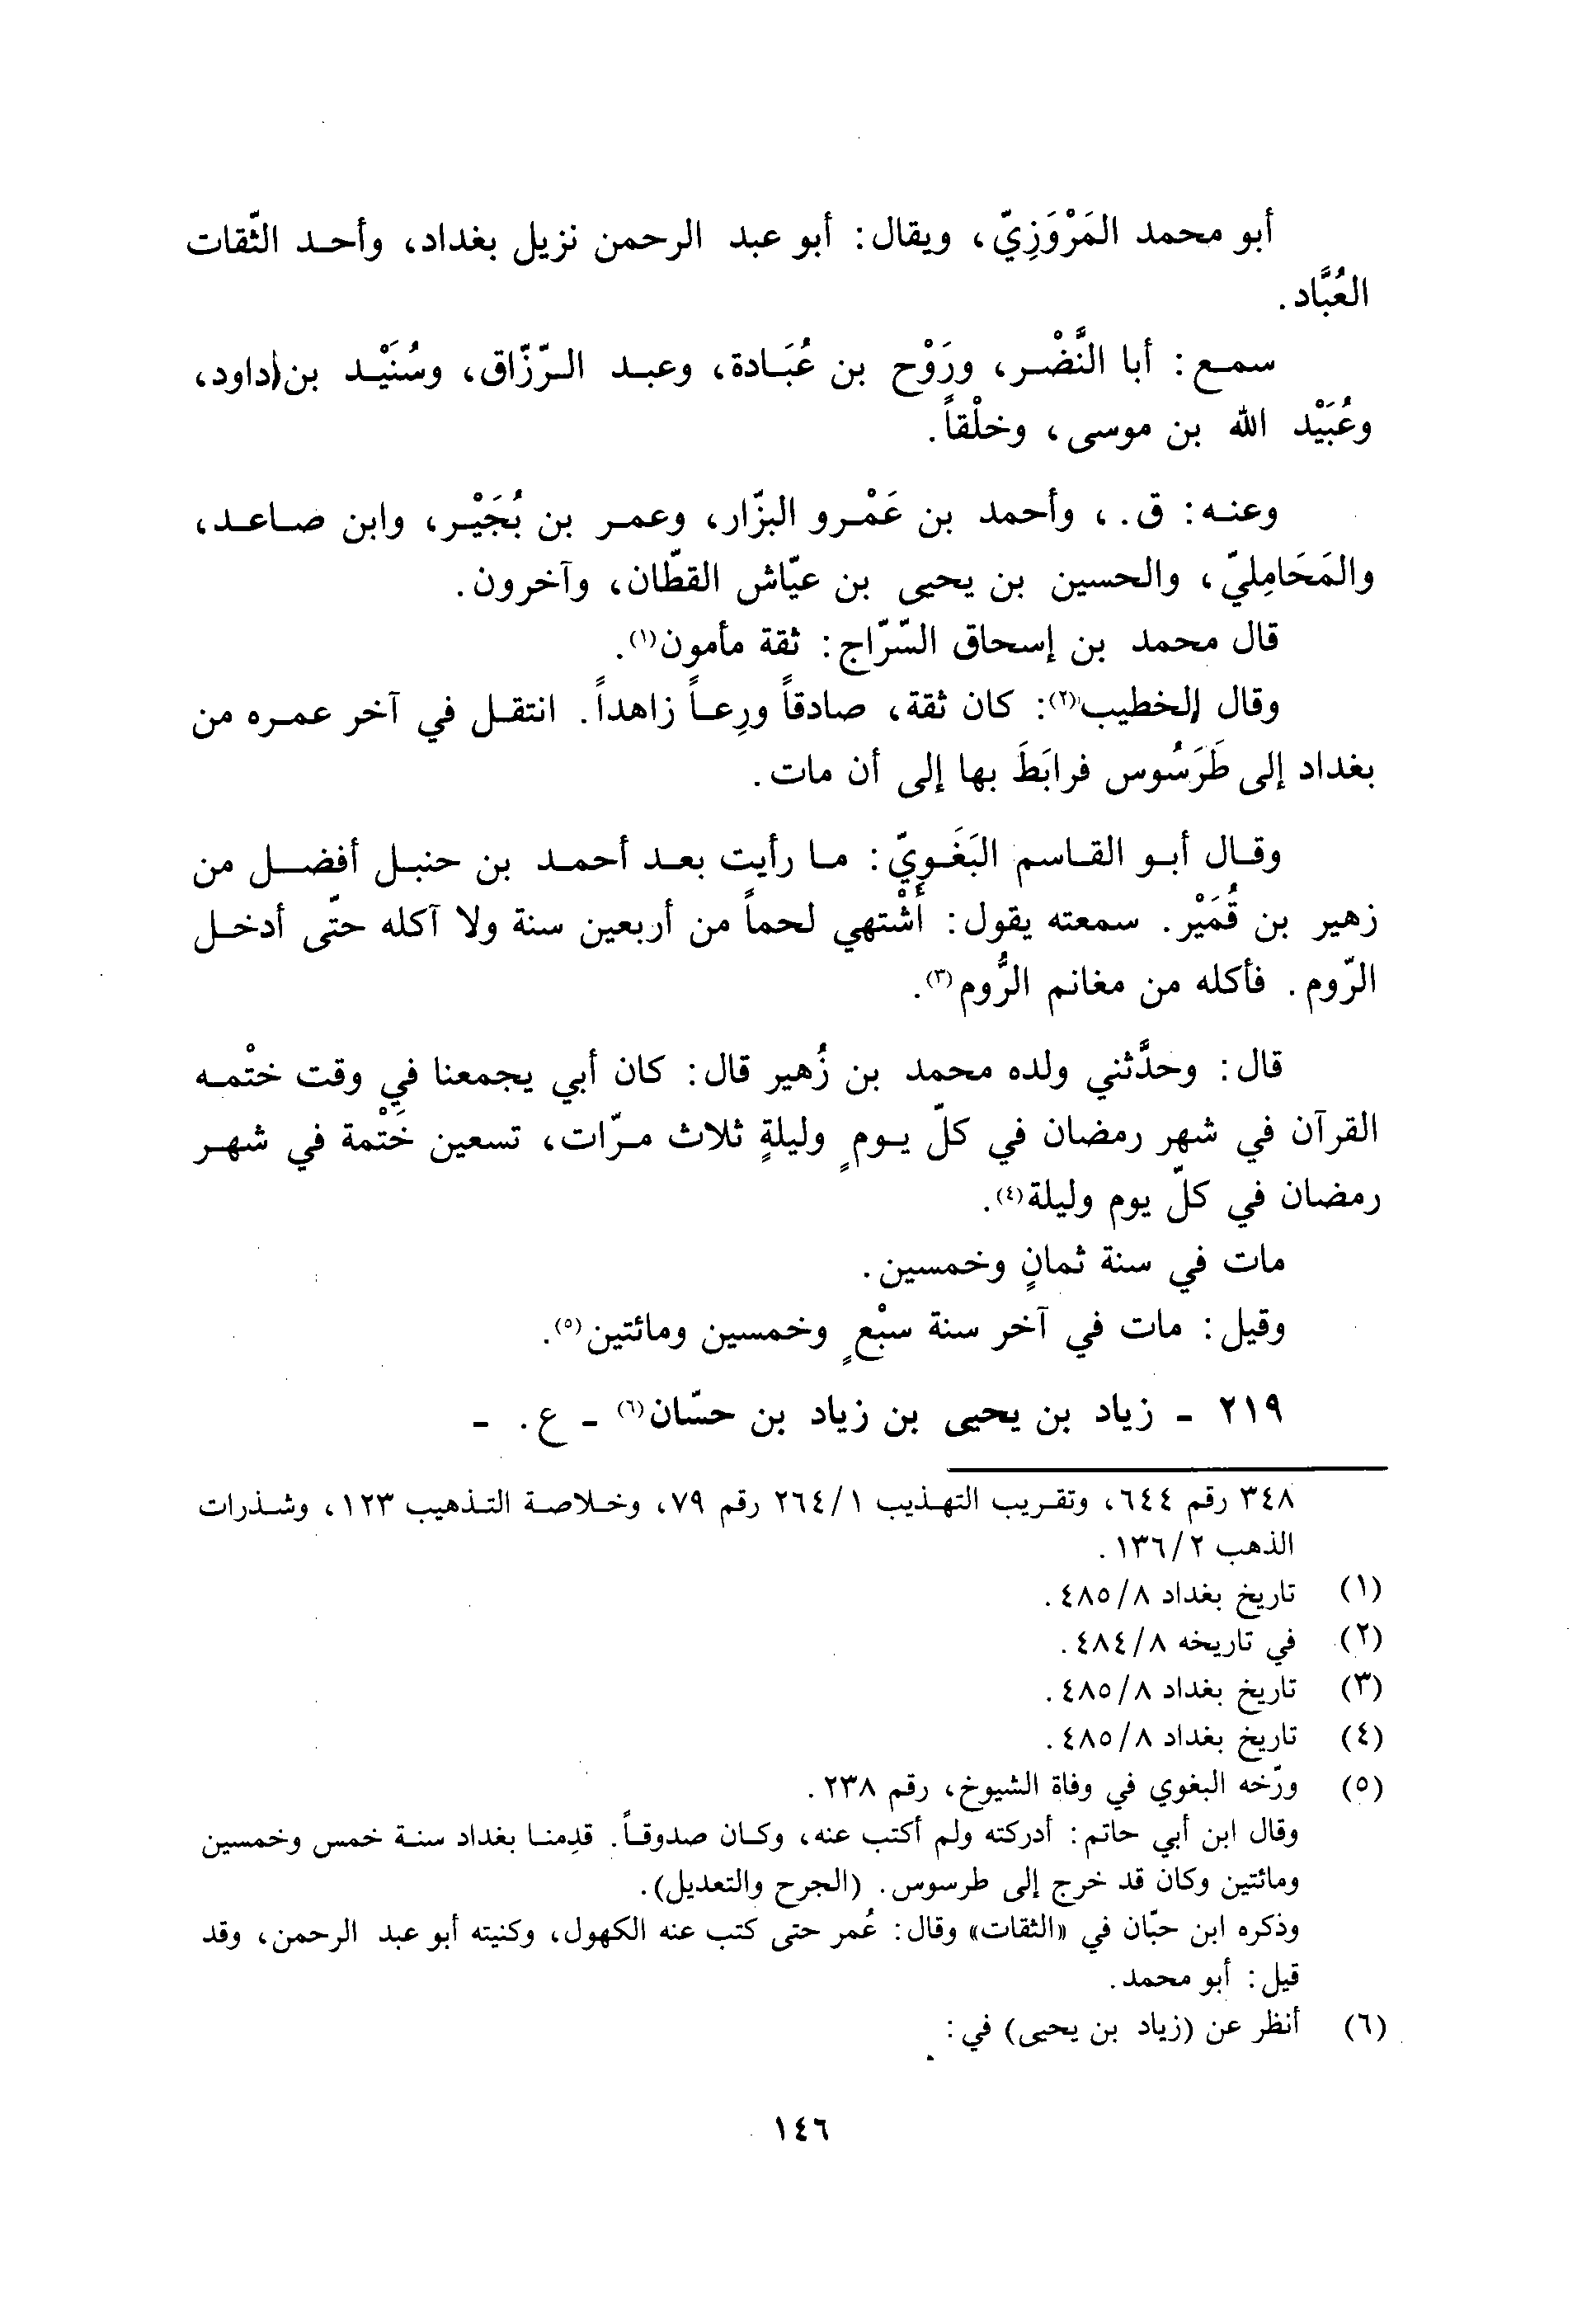 أبو محمد المَرْوَزِيّ، ويقال: أبو عبد الرحمن نزيل بغداد، وأحد الثّقات
العُبَّاد.
سمع: أبا النَّضْر، ورَوْح بن عُبَادة، وعبد الرّزّاق، وسُنَيْد بن داود،
وعُبَيْد الله بن موسى، وخلْقاً.
وعنه: ق.، وأحمد بن عَمْرو البزّار، وعمر بن بُجَيْر، وابن صاعد،
والمَحَامِليّ، والحسين بن يحيى بن عيّاش القطّان، وآخرون.
قال محمد بن إسحاق السّرّاج: ثقة مأمون(١).
وقال الخطيب(٢): كان ثقة، صادقاً ورِعاً زاهداً. انتقل في آخر عمره من
بغداد إلى طَرَسُوس فرابَطَ بها إلى أن مات.
وقال أبو القاسم البَغَويّ: ما رأيت بعد أحمد بن حنبل أفضل من
زهير بن قُمَيْر. سمعته يقول: أَشْتهي لحماً من أربعين سنة ولا آكله حتّى أدخل
الرّوم. فأكله من مغانم الرُّوم(٣).
قال: وحدَّثني ولده محمد بن زُهير قال: كان أبي يجمعنا في وقت ختْمه
القرآن في شهر رمضان في كلّ يومٍ وليلةٍ ثلاث مرّات، تسعين خَتْمة في شهر
رمضان في كلّ يوم وليلة(٤).
مات في سنة ثمانٍ وخمسين.
وقيل: مات في آخر سنة سبْعٍ وخمسين ومائتين(٥).
٢١٩ - زياد بن يحيى بن زياد بن حسّان(٦) - ع. -
٣٤٨ رقم ٦٤٤، وتقريب التهذيب ٢٦٤/١ رقم ٧٩، وخلاصة التذهيب ١٢٣، وشذرات
الذهب ١٣٦/٢.
(١) تاريخ بغداد ٤٨٥/٨.
(٢) في تاريخه ٤٨٤/٨.
(٣) تاريخ بغداد ٤٨٥/٨.
(٤) تاريخ بغداد ٤٨٥/٨.
(٥) ورّخه البغوي في وفاة الشيوخ، رقم ٢٣٨.
وقال ابن أبي حاتم: أدركته ولم أكتب عنه، وكان صدوقاً. قدِمنا بغداد سنة خمس وخمسين
ومائتين وكان قد خرج إلى طرسوس. (الجرح والتعديل).
وذكره ابن حبّان في «الثقات» وقال: عُمر حتى كتب عنه الكهول، وكنيته أبو عبد الرحمن، وقد
قيل: أبو محمد.
(٦) أنظر عن (زياد بن يحيى) في:
١٤٦